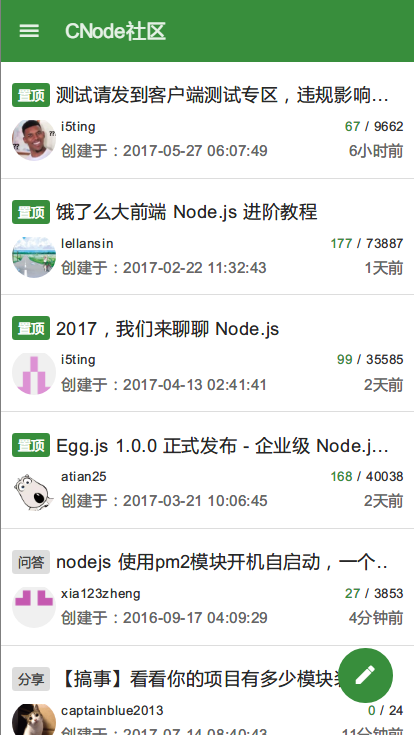 CNode社区
置顶 测试请发到客户端测试专区，违规影响...
i5ting 67 / 9662
创建于：2017-05-27 06:07:49 6小时前
置顶 饿了么大前端 Node.js 进阶教程
lellansin 177 / 73887
创建于：2017-02-22 11:32:43 1天前
置顶 2017，我们来聊聊 Node.js
i5ting 99 / 35585
创建于：2017-04-13 02:41:41 2天前
置顶 Egg.js 1.0.0 正式发布 - 企业级 Node.j...
atian25 168 / 40038
创建于：2017-03-21 10:06:45 2天前
问答 nodejs 使用pm2模块开机自启动，一个..
xia123zheng 27 / 3853
创建于：2016-09-17 04:09:29 4分钟前
分享 【搞事】看看你的项目有多少模块
captainblue2013 0 / 24
创建于：2017-07-14 08:40:43 11分钟前